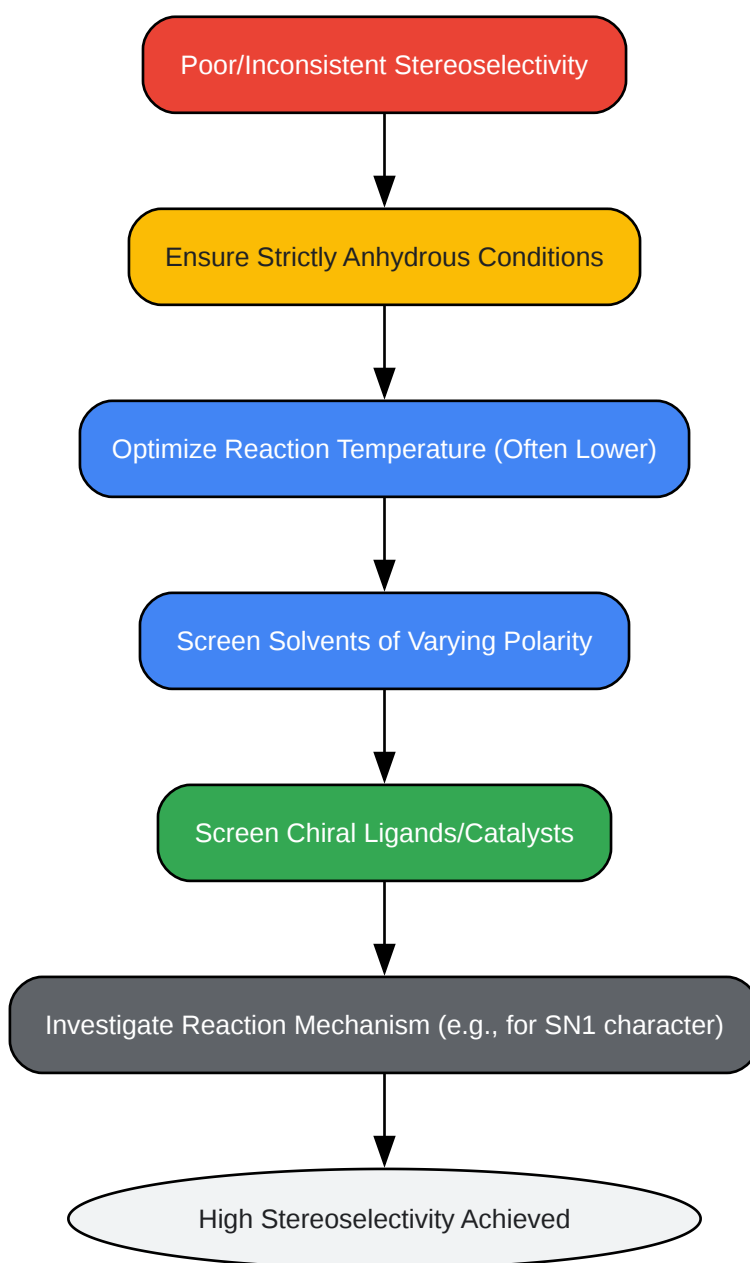 Poor/Inconsistent Stereoselectivity
Ensure Strictly Anhydrous Conditions
Optimize Reaction Temperature (Often Lower)
Screen Solvents of Varying Polarity
Screen Chiral Ligands/Catalysts
Investigate Reaction Mechanism (e.g., for SN1 character)
High Stereoselectivity Achieved